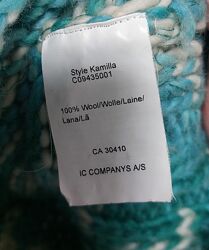 Style Kamilla
C09435001
100% Wool/Wolle/Laine/
Lana/Lã
CA 30410
IC COMPANYS A/S